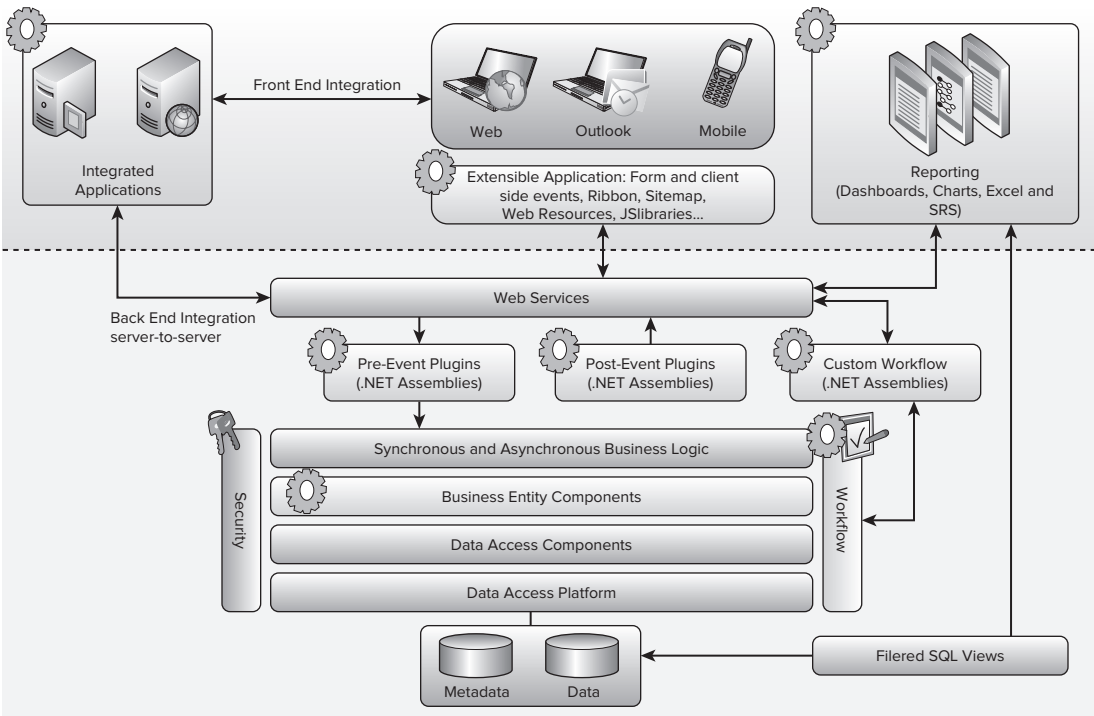 Front End Integration
Web
Outlook
Mobile
Integrated
Applications
Extensible Application: Form and client
side events, Ribbon, Sitemap,
Web Resources, JSlibraries...
Reporting
(Dashboards, Charts, Excel and
SRS)
Web Services
Back End Integration
server-to-server
Pre-Event Plugins
(.NET Assemblies)
Post-Event Plugins
(.NET Assemblies)
Custom Workflow
(.NET Assemblies)
Security
Synchronous and Asynchronous Business Logic
Business Entity Components
Data Access Components
Data Access Platform
Workflow
Metadata
Data
Filered SQL Views